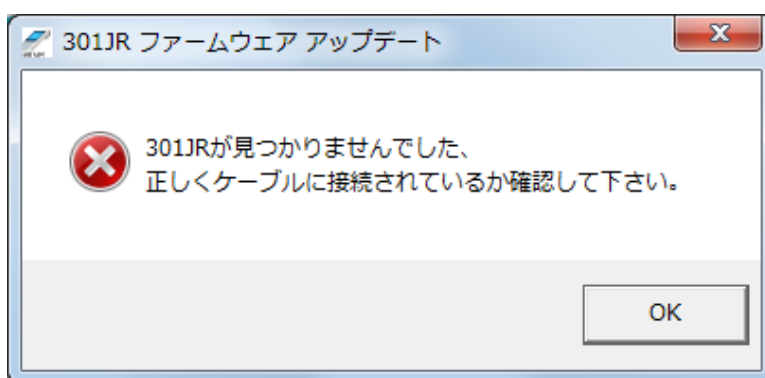 301JR ファームウェア アップデート
301JRが見つかりませんでした、
正しくケーブルに接続されているか確認して下さい。
OK